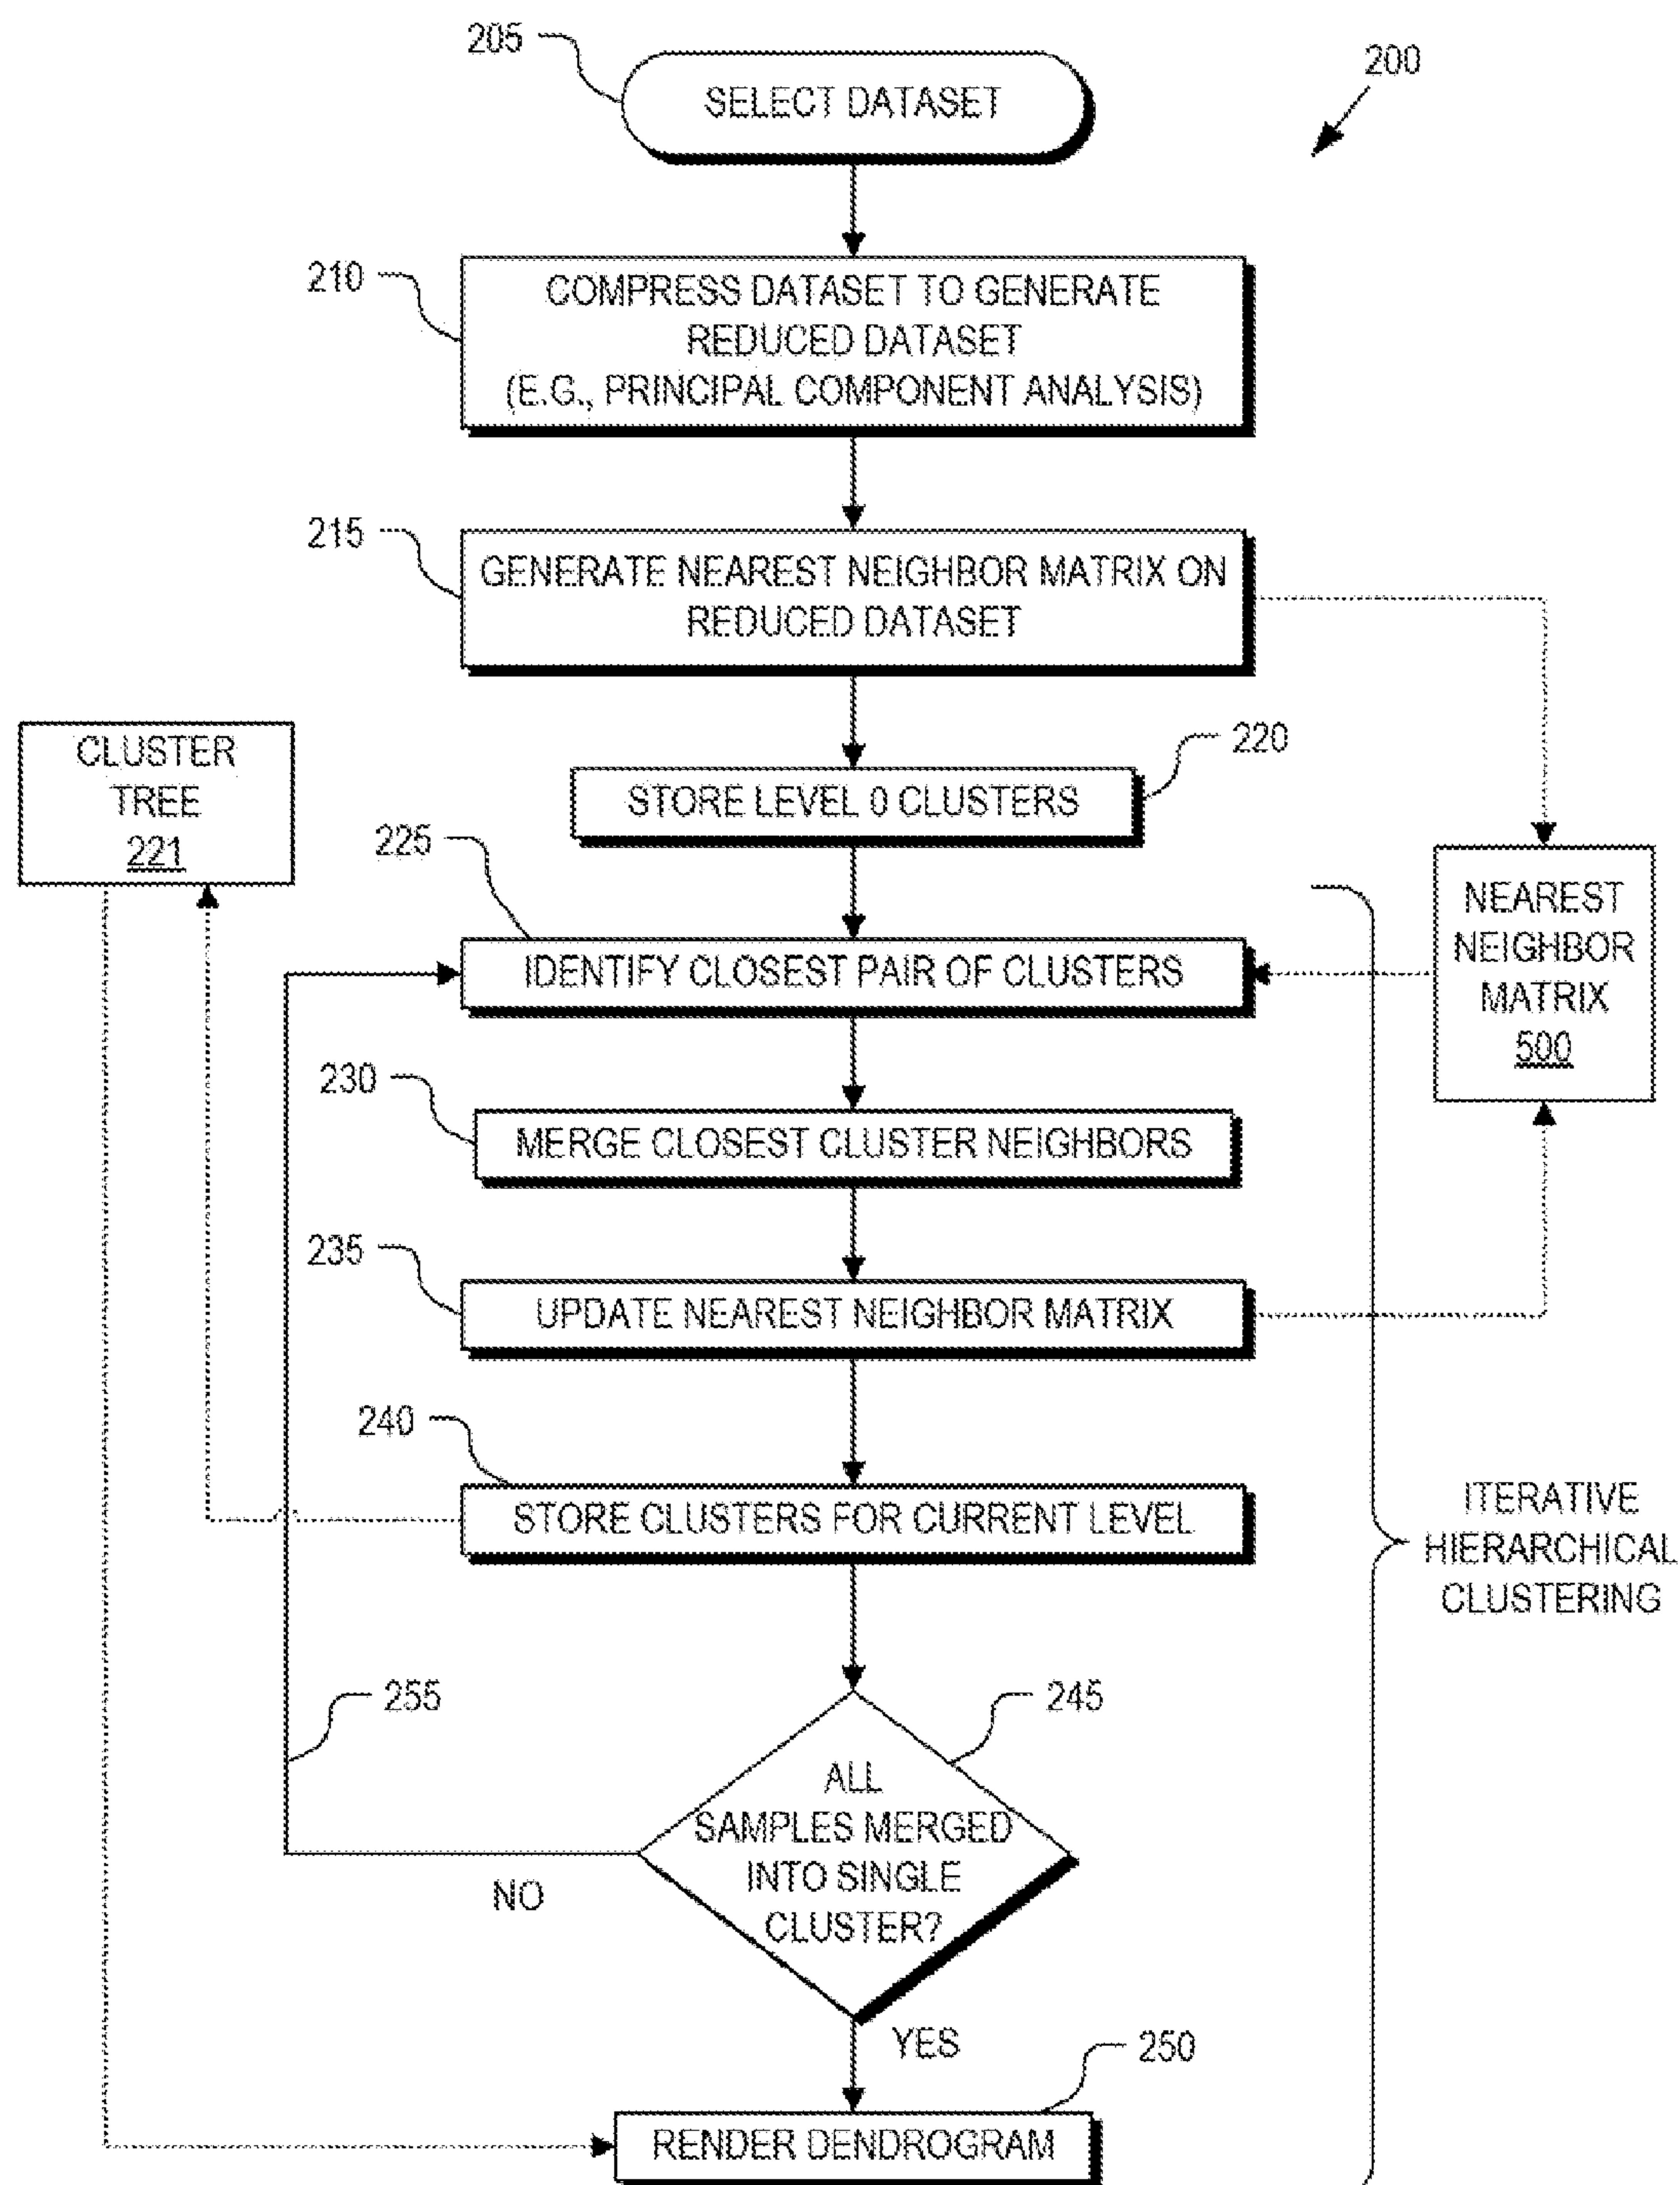 205
SELECT DATASET
200
210
COMPRESS DATASET TO GENERATE
REDUCED DATASET
(E.G., PRINCIPAL COMPONENT ANALYSIS)
215
GENERATE NEAREST NEIGHBOR MATRIX ON
REDUCED DATASET
CLUSTER
TREE
221
220
STORE LEVEL 0 CLUSTERS
225
IDENTIFY CLOSEST PAIR OF CLUSTERS
NEAREST
NEIGHBOR
MATRIX
500
230
MERGE CLOSEST CLUSTER NEIGHBORS
235
UPDATE NEAREST NEIGHBOR MATRIX
240
STORE CLUSTERS FOR CURRENT LEVEL
ITERATIVE
HIERARCHICAL
CLUSTERING
255
245
ALL
SAMPLES MERGED
INTO SINGLE
CLUSTER?
NO
YES
250
RENDER DENDROGRAM